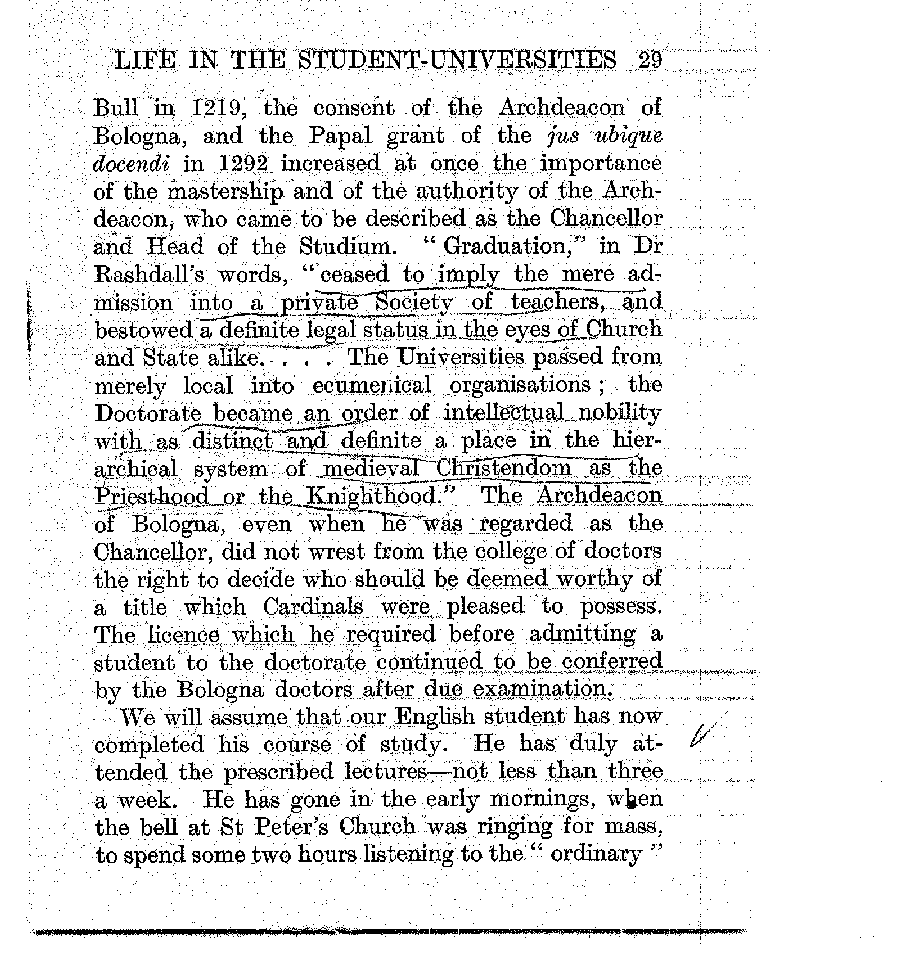 LIFE IN THE STUDENT-UNIVERSITIES 29
Bull in 1219, the consent of the Archdeacon of
Bologna, and the Papal grant of the jus ubique
docendi in 1292 increased at once the importance
of the mastership and of the authority of the Arch-
deacon, who came to be described as the Chancellor
and Head of the Studium. “Graduation,” in Dr
Rashdall's words, “ceased to imply the mere ad-
mission into a private Society of teachers, and
bestowed a definite legal status in the eyes of Church
and State alike. . . . The Universities passed from
merely local into ecumenical organisations; the
Doctorate became an order of intellectual nobility
with as distinct and definite a place in the hier-
archical system of medieval Christendom as the
Priesthood or the Knighthood.” The Archdeacon
of Bologna, even when he was regarded as the
Chancellor, did not wrest from the college of doctors
the right to decide who should be deemed worthy of
a title which Cardinals were pleased to possess.
The licence which he required before admitting a
student to the doctorate continued to be conferred
by the Bologna doctors after due examination.
We will assume that our English student has now
completed his course of study. He has duly at-
tended the prescribed lectures—not less than three
a week. He has gone in the early mornings, when
the bell at St Peter's Church was ringing for mass,
to spend some two hours listening to the “ordinary”